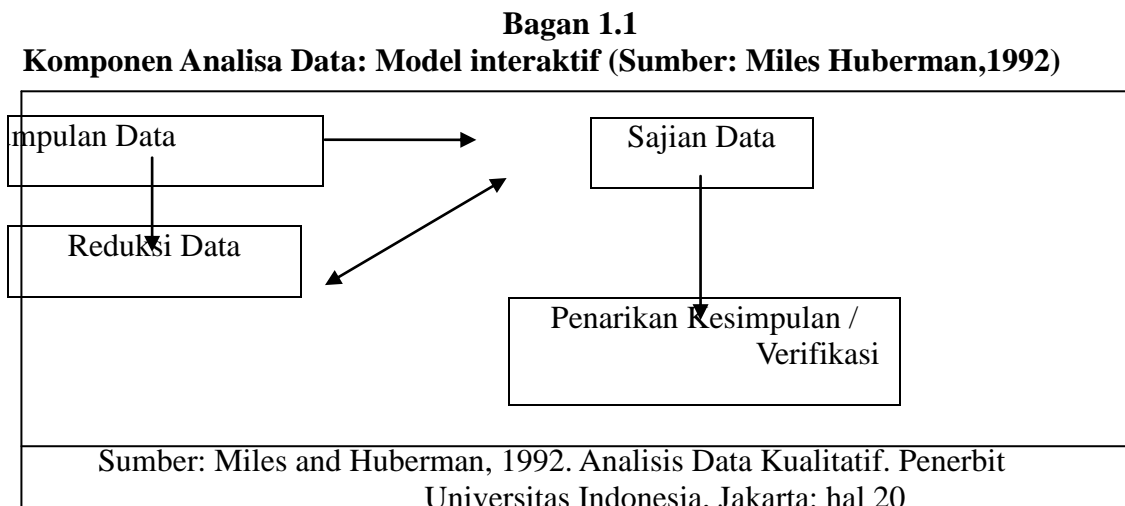 Bagan 1.1
Komponen Analisa Data: Model interaktif (Sumber: Miles Huberman,1992)
mpulan Data
Sajian Data
Reduksi Data
Penarikan Kesimpulan /
Verifikasi
Sumber: Miles and Huberman, 1992. Analisis Data Kualitatif. Penerbit
Universitas Indonesia. Jakarta: hal 20